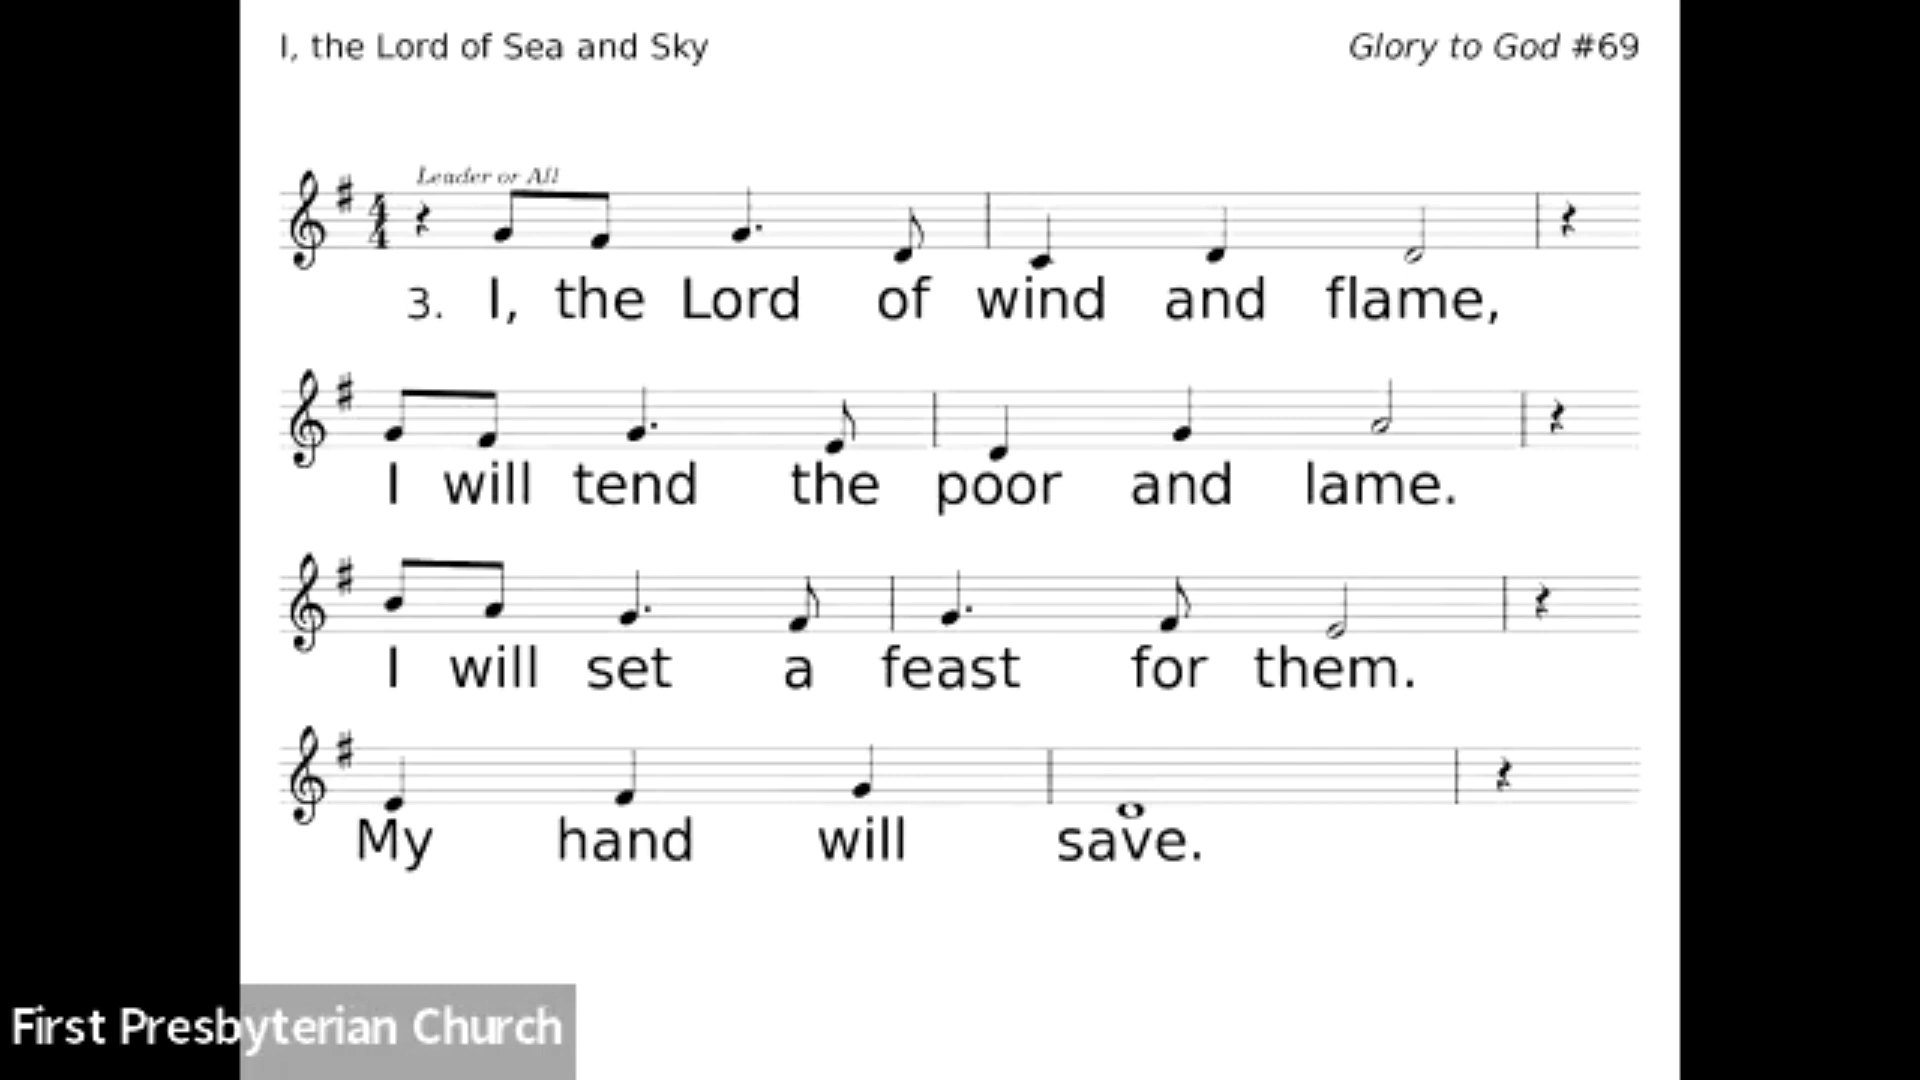 I, the Lord of Sea and Sky
Glory to God #69
Leader or All
3. I, the Lord of wind and flame,
I will tend the poor and lame.
I will set a feast for them.
My hand will save.
First Presbyterian Church